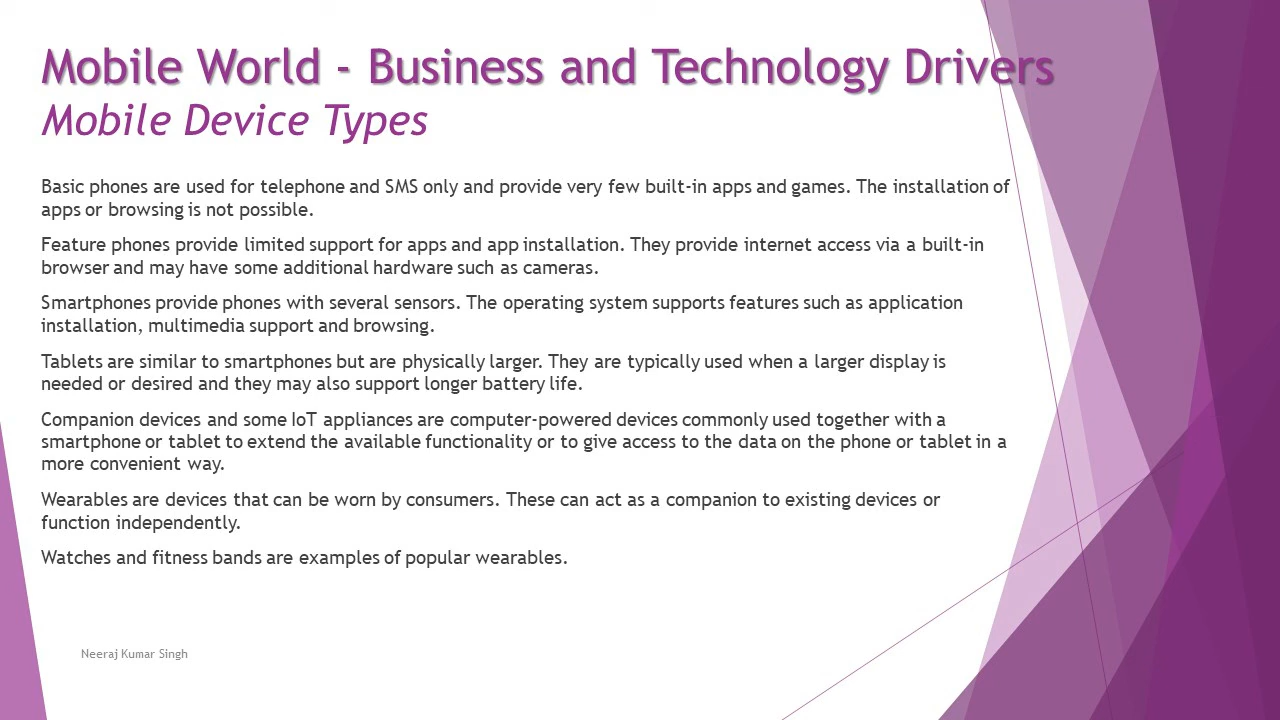 Mobile World - Business and Technology Drivers
Mobile Device Types
Basic phones are used for telephone and SMS only and provide very few built-in apps and games. The installation of
apps or browsing is not possible.
Feature phones provide limited support for apps and app installation. They provide internet access via a built-in
browser and may have some additional hardware such as cameras.
Smartphones provide phones with several sensors. The operating system supports features such as application
installation, multimedia support and browsing.
Tablets are similar to smartphones but are physically larger. They are typically used when a larger display is
needed or desired and they may also support longer battery life.
Companion devices and some IoT appliances are computer-powered devices commonly used together with a
smartphone or tablet to extend the available functionality or to give access to the data on the phone or tablet in a
more convenient way.
Wearables are devices that can be worn by consumers. These can act as a companion to existing devices or
function independently.
Watches and fitness bands are examples of popular wearables.
Neeraj Kumar Singh